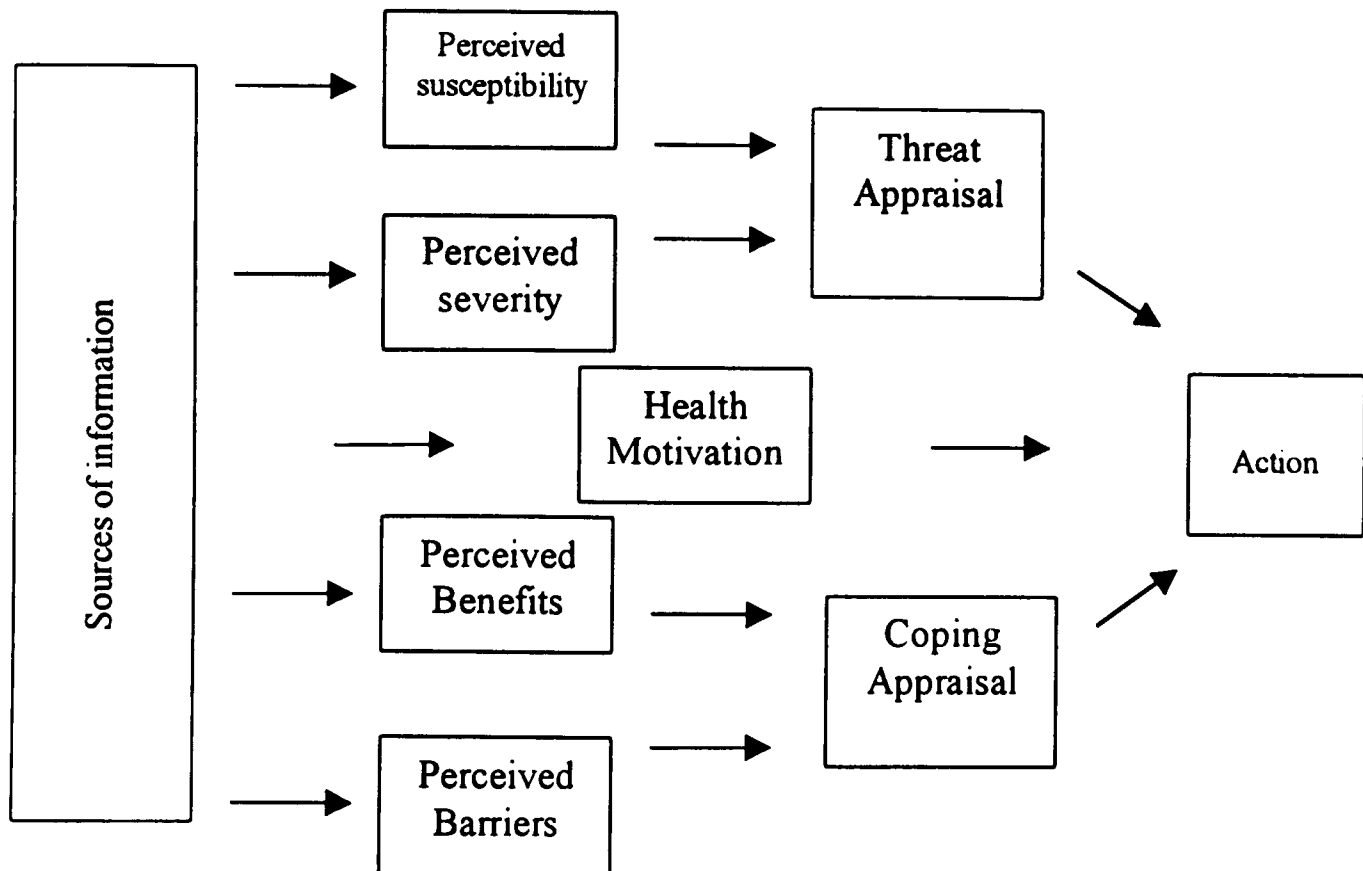 Sources of information
Perceived
susceptibility
Perceived
severity
Health
Motivation
Perceived
Benefits
Perceived
Barriers
Threat
Appraisal
Coping
Appraisal
Action